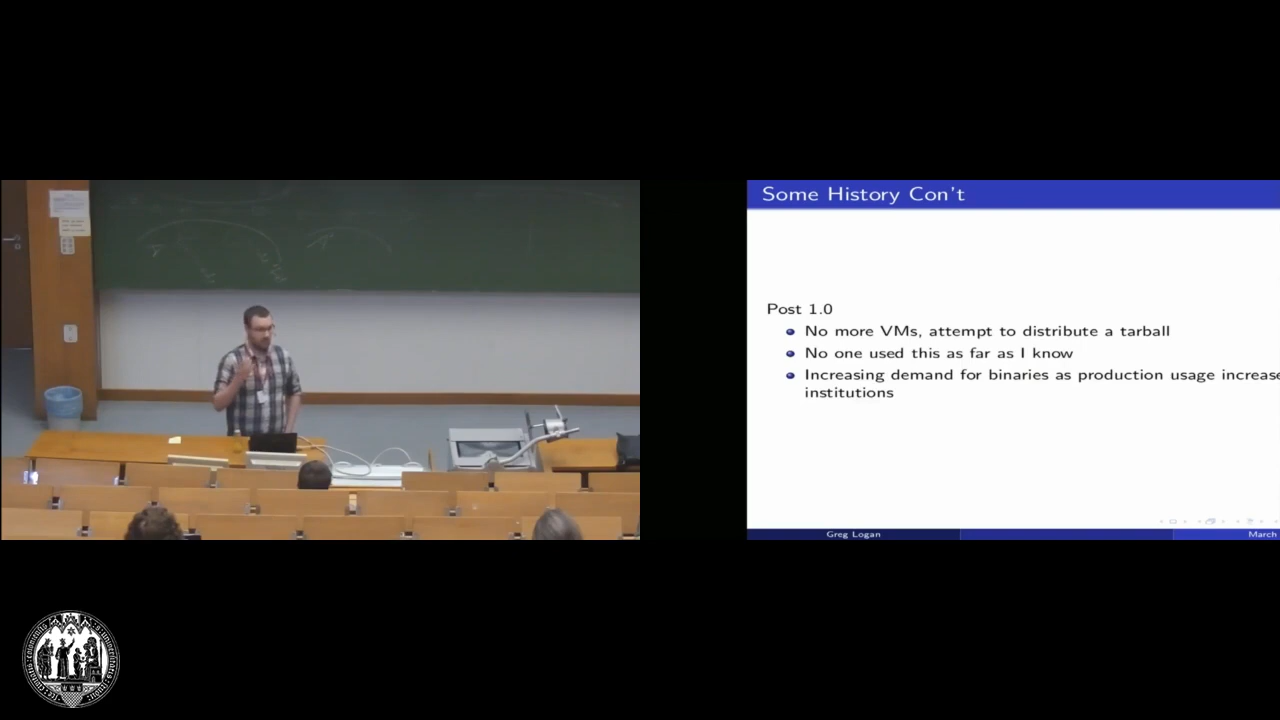 Some History Con't
Post 1.0
No more VMs, attempt to distribute a tarball
No one used this as far as I know
Increasing demand for binaries as production usage increase
institutions
Greg Logan
March